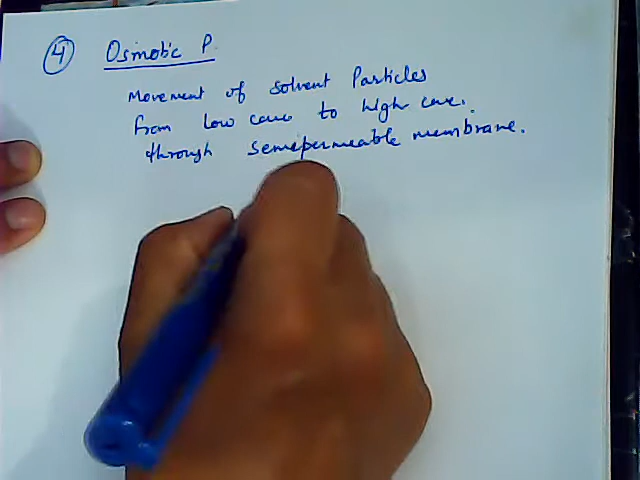 ④ Osmotic P.
Movement of solvent Particles
from low conc to high conc.
through semipermeable membrane.